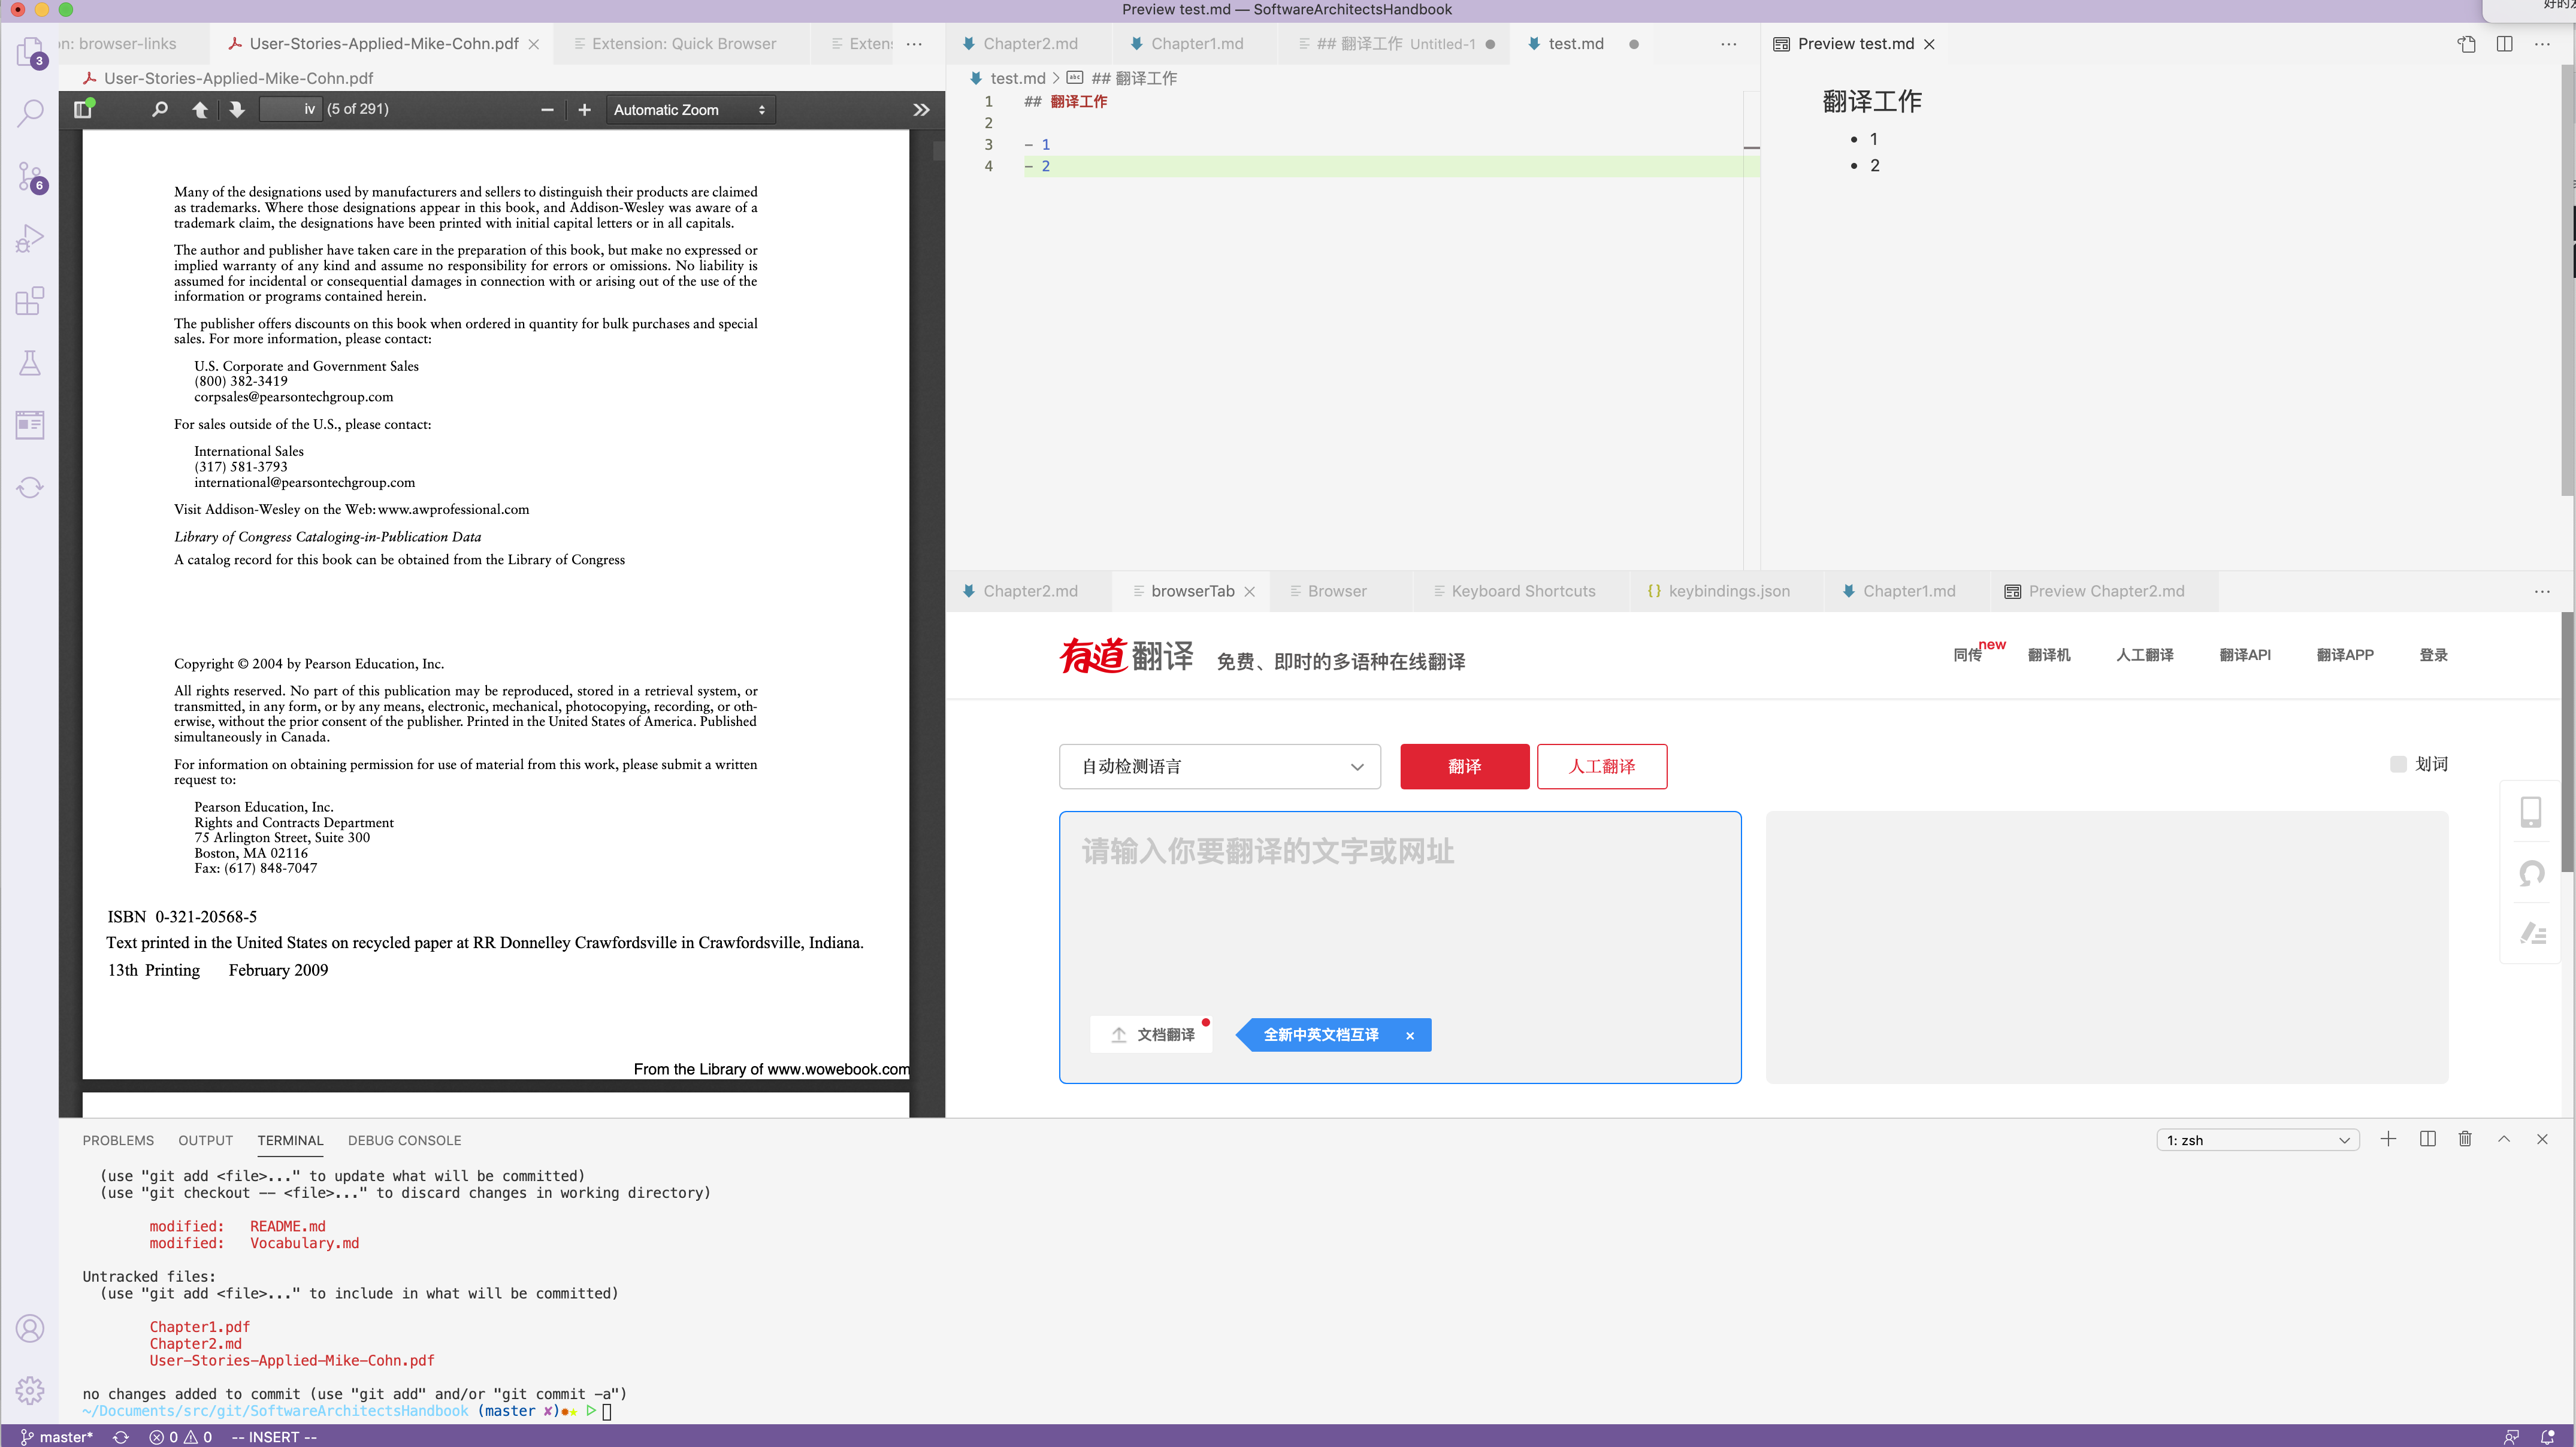 Preview test.md — SoftwareArchitectsHandbook
n: browser-links
User-Stories-Applied-Mike-Cohn.pdf
Extension: Quick Browser
Exten
Chapter2.md
Chapter1.md
## 翻译工作 Untitled-1
test.md
Preview test.md
User-Stories-Applied-Mike-Cohn.pdf
test.md > ## 翻译工作
3
6
iv (5 of 291)
Automatic Zoom
Many of the designations used by manufacturers and sellers to distinguish their products are claimed
as trademarks. Where those designations appear in this book, and Addison-Wesley was aware of a
trademark claim, the designations have been printed with initial capital letters or in all capitals.
The author and publisher have taken care in the preparation of this book, but make no expressed or
implied warranty of any kind and assume no responsibility for errors or omissions. No liability is
assumed for incidental or consequential damages in connection with or arising out of the use of the
information or programs contained herein.
The publisher offers discounts on this book when ordered in quantity for bulk purchases and special
sales. For more information, please contact:
U.S. Corporate and Government Sales
(800) 382-3419
corpsales@pearsontechgroup.com
For sales outside of the U.S., please contact:
International Sales
(317) 581-3793
international@pearsontechgroup.com
Visit Addison-Wesley on the Web: www.awprofessional.com
Library of Congress Cataloging-in-Publication Data
A catalog record for this book can be obtained from the Library of Congress
Copyright © 2004 by Pearson Education, Inc.
All rights reserved. No part of this publication may be reproduced, stored in a retrieval system, or
transmitted, in any form, or by any means, electronic, mechanical, photocopying, recording, or oth-
erwise, without the prior consent of the publisher. Printed in the United States of America. Published
simultaneously in Canada.
For information on obtaining permission for use of material from this work, please submit a written
request to:
Pearson Education, Inc.
Rights and Contracts Department
75 Arlington Street, Suite 300
Boston, MA 02116
Fax: (617) 848-7047
ISBN 0-321-20568-5
Text printed in the United States on recycled paper at RR Donnelley Crawfordsville in Crawfordsville, Indiana.
13th Printing February 2009
From the Library of www.wowebook.com
1 ## 翻译工作
2
3 - 1
4 - 2
翻译工作
• 1
• 2
Chapter2.md
browserTab
Browser
Keyboard Shortcuts
{} keybindings.json
Chapter1.md
Preview Chapter2.md
有道翻译 免费、即时的多语种在线翻译
同传 new
翻译机
人工翻译
翻译API
翻译APP
登录
自动检测语言
翻译
人工翻译
划词
请输入你要翻译的文字或网址
文档翻译
全新中英文档互译 ×
PROBLEMS OUTPUT TERMINAL DEBUG CONSOLE
1: zsh
(use "git add <file>..." to update what will be committed)
(use "git checkout -- <file>..." to discard changes in working directory)
modified: README.md
modified: Vocabulary.md
Untracked files:
(use "git add <file>..." to include in what will be committed)
Chapter1.pdf
Chapter2.md
User-Stories-Applied-Mike-Cohn.pdf
no changes added to commit (use "git add" and/or "git commit -a")
~/Documents/src/git/SoftwareArchitectsHandbook (master ✘)
master* 0 0 -- INSERT --